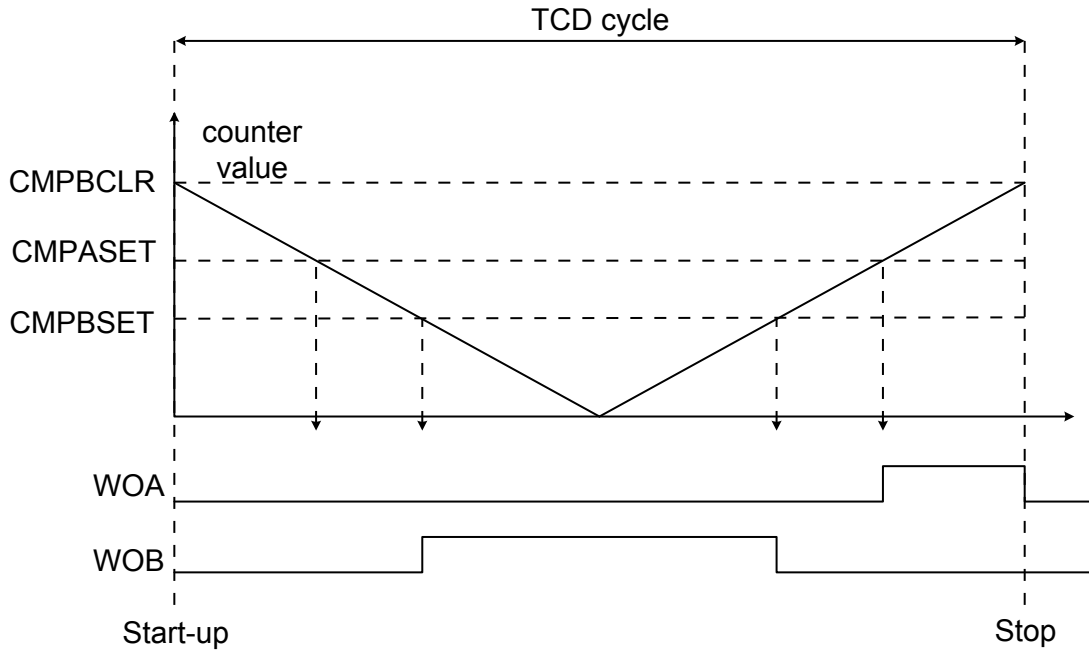 TCD cycle
counter
value
CMPBCLR
CMPASET
CMPBSET
WOA
WOB
Start-up
Stop